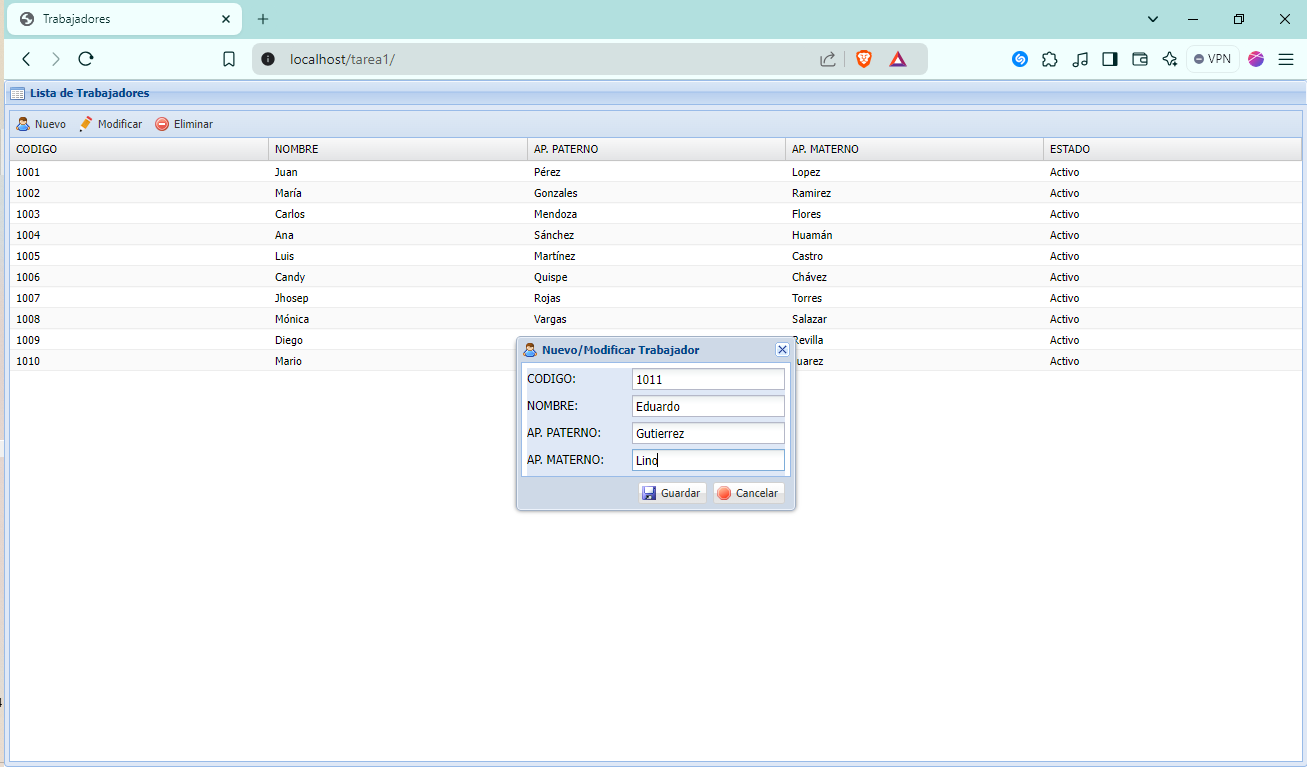 Trabajadores
localhost/tarea1/
VPN
Lista de Trabajadores
Nuevo Modificar Eliminar
CODIGO NOMBRE AP. PATERNO AP. MATERNO ESTADO
1001 Juan Pérez Lopez Activo
1002 María Gonzales Ramirez Activo
1003 Carlos Mendoza Flores Activo
1004 Ana Sánchez Huamán Activo
1005 Luis Martínez Castro Activo
1006 Candy Quispe Chávez Activo
1007 Jhosep Rojas Torres Activo
1008 Mónica Vargas Salazar Activo
1009 Diego Revilla Activo
1010 Mario uarez Activo
Nuevo/Modificar Trabajador
CODIGO: 1011
NOMBRE: Eduardo
AP. PATERNO: Gutierrez
AP. MATERNO: Lino
Guardar Cancelar